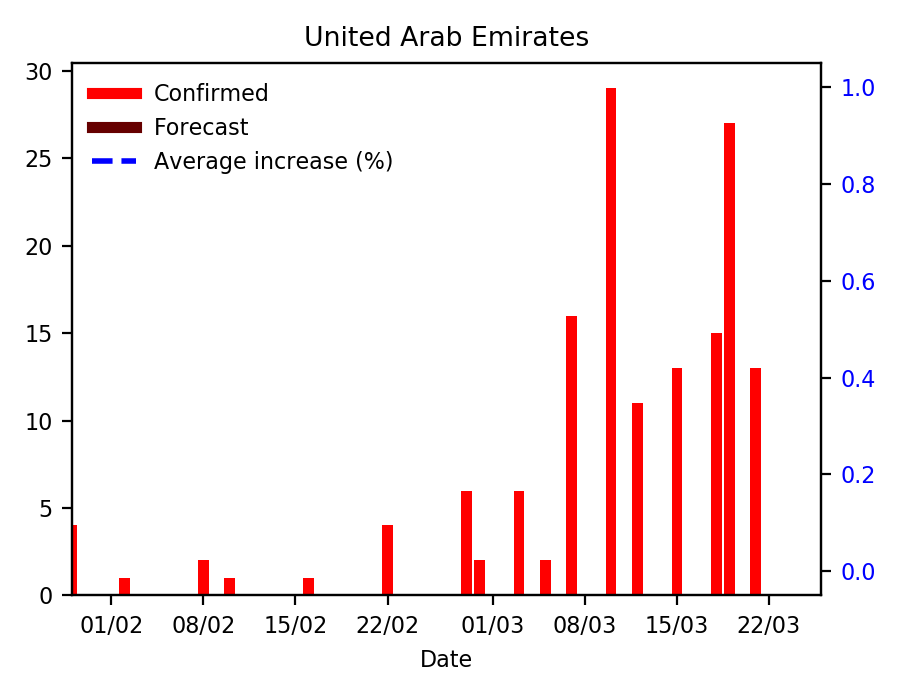 United Arab Emirates
Confirmed
Forecast
Average increase (%)
30
25
20
15
10
5
0
1.0
0.8
0.6
0.4
0.2
0.0
01/02 08/02 15/02 22/02 01/03 08/03 15/03 22/03
Date